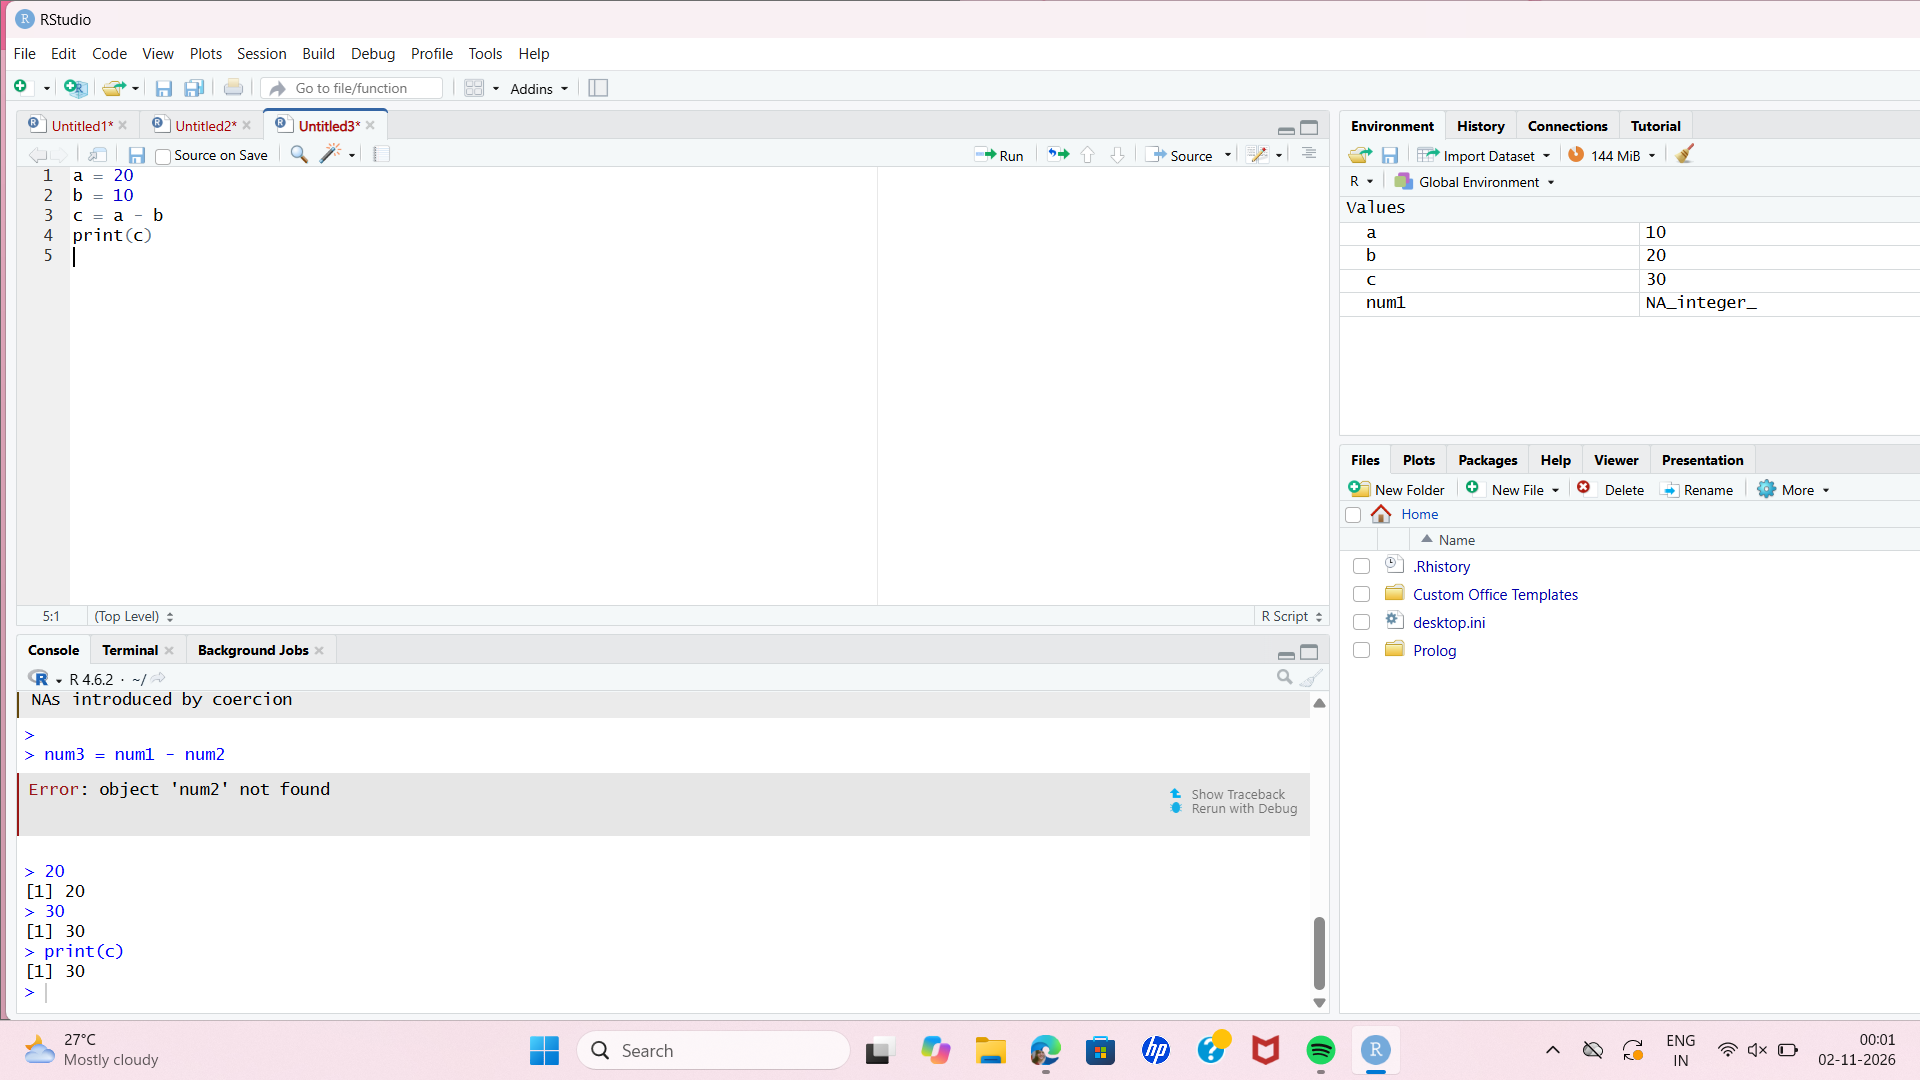 RStudio
File Edit Code View Plots Session Build Debug Profile Tools Help
Go to file/function Addins
Untitled1* Untitled2* Untitled3*
Source on Save Run Source
1 a = 20
2 b = 10
3 c = a - b
4 print(c)
5
5:1 (Top Level) R Script
Console Terminal Background Jobs
R 4.6.2 · ~/
NAs introduced by coercion
>
> num3 = num1 - num2
Error: object 'num2' not found
Show Traceback
Rerun with Debug
> 20
[1] 20
> 30
[1] 30
> print(c)
[1] 30
>
Environment History Connections Tutorial
Import Dataset 144 MiB
R Global Environment
Values
a 10
b 20
c 30
num1 NA_integer_
Files Plots Packages Help Viewer Presentation
New Folder New File Delete Rename More
Home
Name
.Rhistory
Custom Office Templates
desktop.ini
Prolog
27°C
Mostly cloudy
Search
hp
R
ENG
IN
00:01
02-11-2026